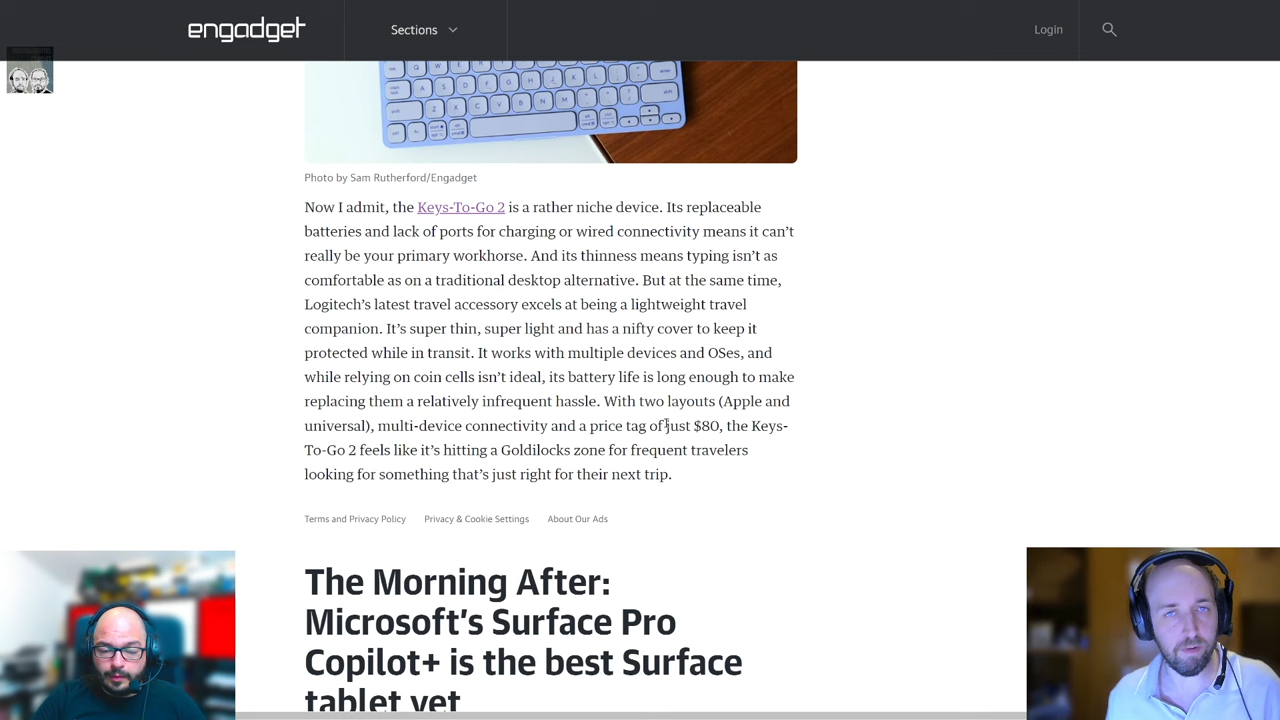 engadget
Sections
Login
Photo by Sam Rutherford/Engadget
Now I admit, the Keys-To-Go 2 is a rather niche device. Its replaceable
batteries and lack of ports for charging or wired connectivity means it can’t
really be your primary workhorse. And its thinness means typing isn’t as
comfortable as on a traditional desktop alternative. But at the same time,
Logitech’s latest travel accessory excels at being a lightweight travel
companion. It’s super thin, super light and has a nifty cover to keep it
protected while in transit. It works with multiple devices and OSes, and
while relying on coin cells isn’t ideal, its battery life is long enough to make
replacing them a relatively infrequent hassle. With two layouts (Apple and
universal), multi-device connectivity and a price tag of just $80, the Keys-
To-Go 2 feels like it’s hitting a Goldilocks zone for frequent travelers
looking for something that’s just right for their next trip.
Terms and Privacy Policy Privacy & Cookie Settings About Our Ads
The Morning After:
Microsoft’s Surface Pro
Copilot+ is the best Surface
tablet yet